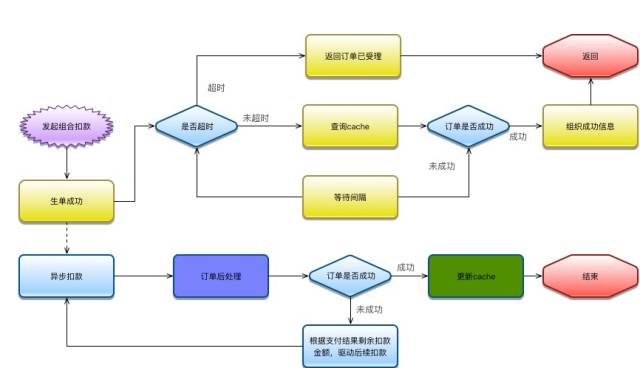 返回订单已受理
返回
超时
发起组合扣款
是否超时
未超时
查询cache
订单是否成功
成功
组织成功信息
未成功
生单成功
等待间隔
异步扣款
订单后处理
订单是否成功
成功
更新cache
结束
未成功
根据支付结果剩余扣款
金额，驱动后续扣款